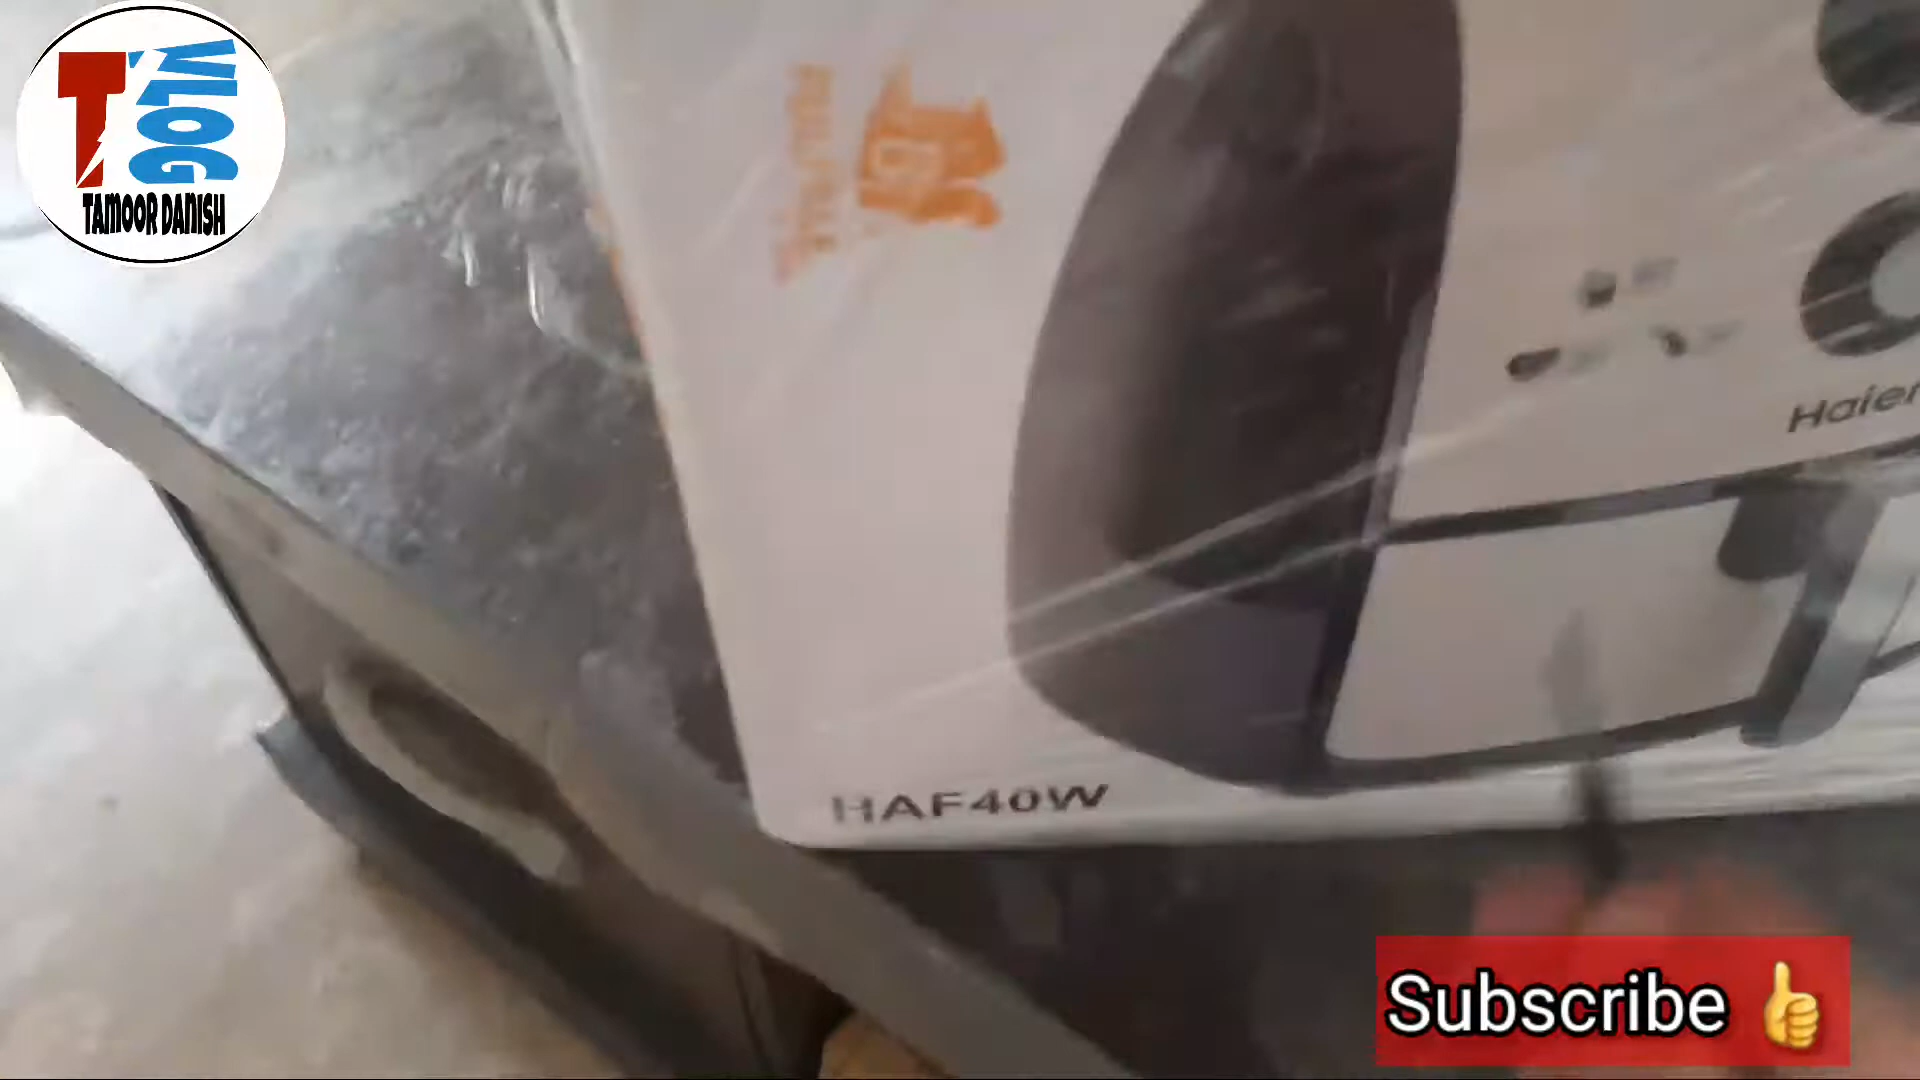 T VLOG
TAMOOR DANISH
Haier
HAF40W
Subscribe